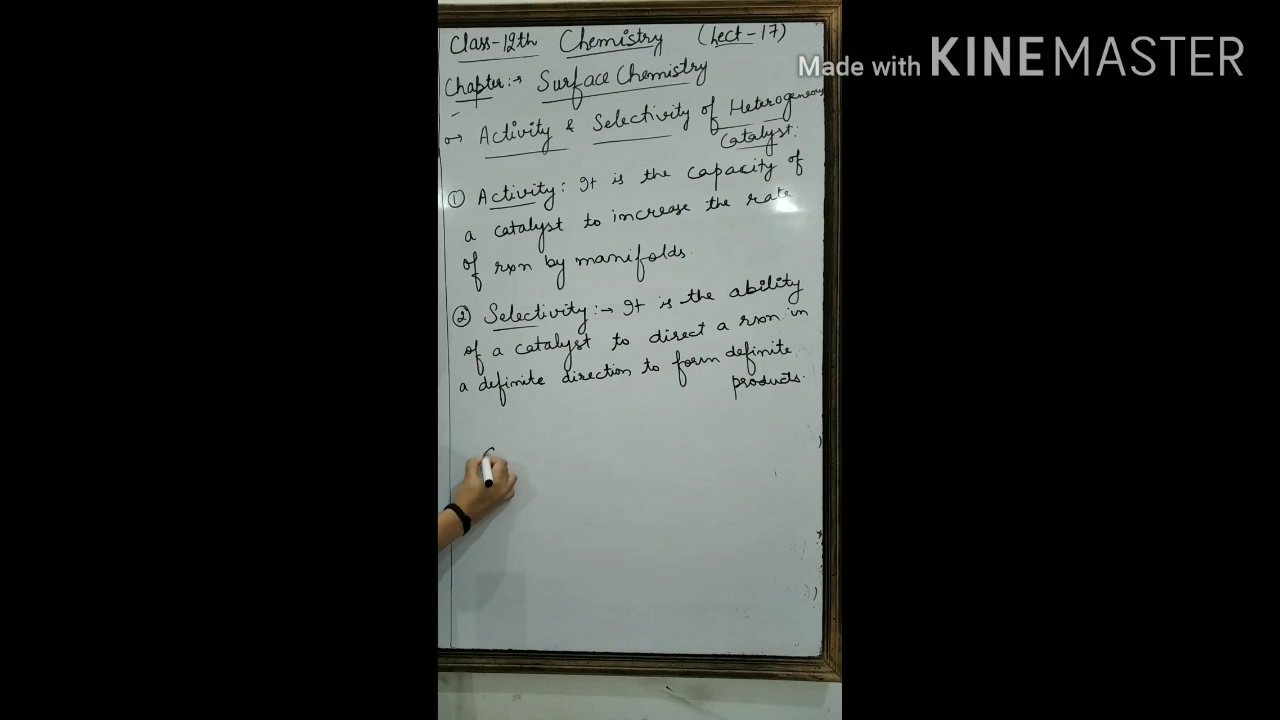 Class-12th Chemistry (Lect-17)
Made with KINEMASTER
Chapter:→ Surface Chemistry
→ Activity & Selectivity of Heterogeneous
Catalyst:
① Activity: It is the capacity of
a catalyst to increase the rate
of rxn by manifolds.
② Selectivity:→ It is the ability
of a catalyst to direct a rxn in
a definite direction to form definite
products.